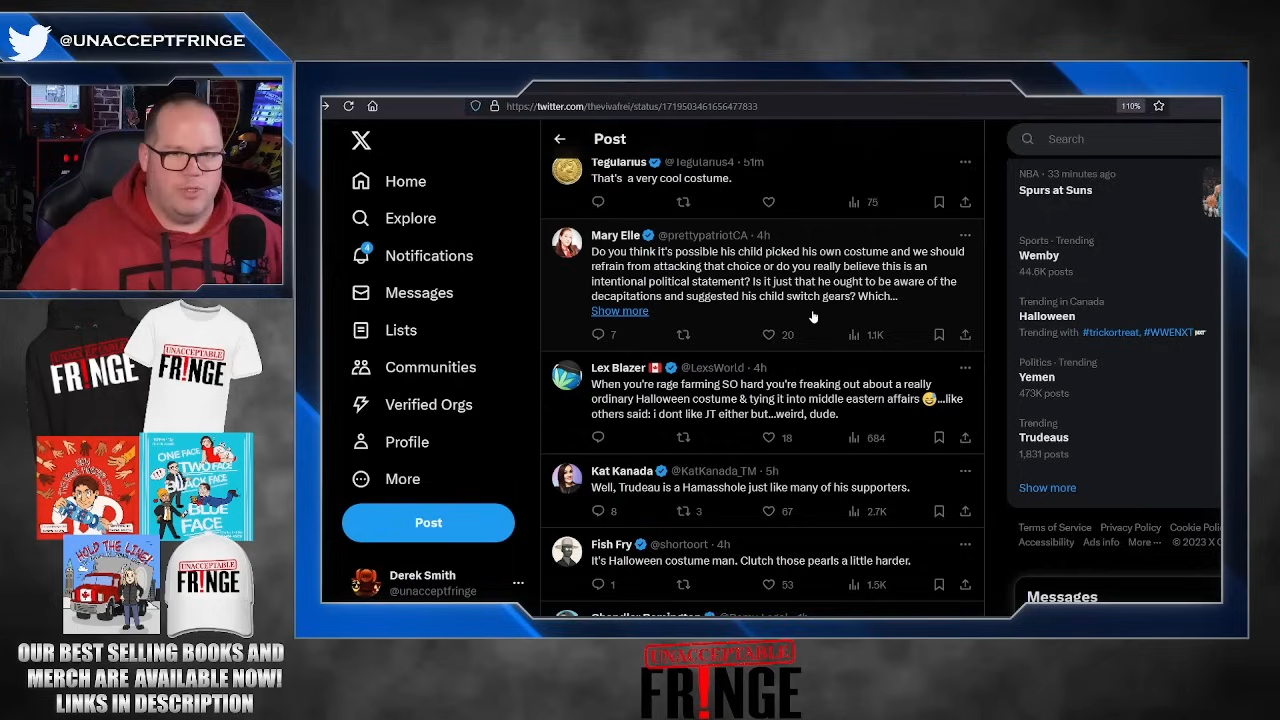 @UNACCEPTFRINGE
https://twitter.com/thevivafrei/status/1719503461656477833
110%
Home
Explore
4
Notifications
Messages
Lists
Communities
Verified Orgs
Profile
More
Post
Derek Smith
@unacceptfringe
Post
Tegularius @Tegularius4 · 51m
That's a very cool costume.
75
Mary Elle @prettypatriotCA · 4h
Do you think it's possible his child picked his own costume and we should
refrain from attacking that choice or do you really believe this is an
intentional political statement? Is it just that he ought to be aware of the
decapitations and suggested his child switch gears? Which...
Show more
7 20 1.1K
Lex Blazer @LexsWorld · 4h
When you're rage farming SO hard you're freaking out about a really
ordinary Halloween costume & tying it into middle eastern affairs 😅...like
others said: i dont like JT either but...weird, dude.
18 684
Kat Kanada @KatKanada_TM · 5h
Well, Trudeau is a Hamasshole just like many of his supporters.
8 3 67 2.7K
Fish Fry @shortoort · 4h
It's Halloween costume man. Clutch those pearls a little harder.
1 53 1.5K
Search
NBA · 33 minutes ago
Spurs at Suns
Sports · Trending
Wemby
44.6K posts
Trending in Canada
Halloween
Trending with #trickortreat, #WWENXT
Politics · Trending
Yemen
473K posts
Trending
Trudeaus
1,831 posts
Show more
Terms of Service Privacy Policy
Accessibility Ads info More ··· © 2023 X
Messages
UNACCEPTABLE
FR!NGE
UNACCEPTABLE
FR!NGE
ONE FACE
TWO FACE
BLACK FACE
BLUE
FACE
HOLD THE LINE!
UNACCEPTABLE
FR!NGE
OUR BEST SELLING BOOKS AND
MERCH ARE AVAILABLE NOW!
LINKS IN DESCRIPTION
UNACCEPTABLE
FR!NGE